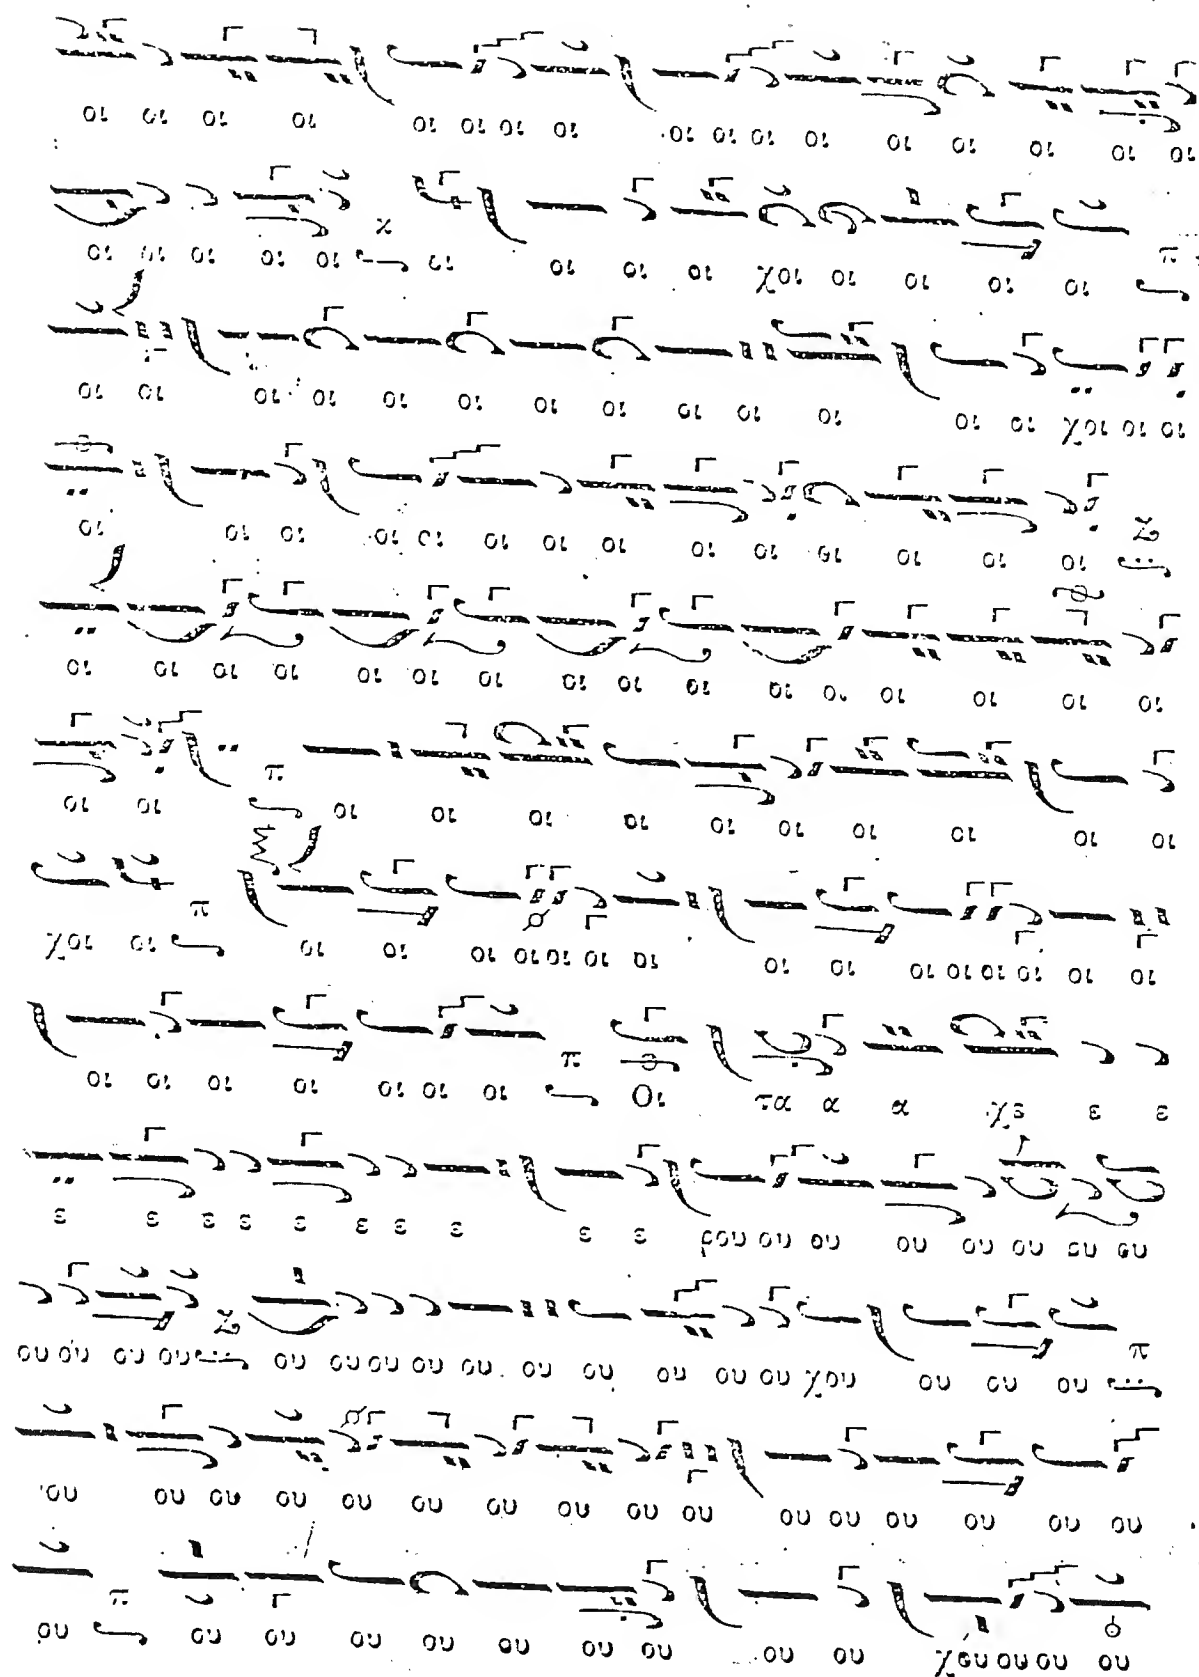 οι οι οι οι οι οι οι οι οι οι οι οι οι οι οι οι οι
οι οι οι οι οι χ οι οι οι οι χοι οι οι οι οι π
οι οι οι οι οι οι οι οι οι οι οι οι οι χοι οι οι
οι οι οι οι οι οι οι οι οι οι οι οι οι οι Ζ
οι οι οι οι οι οι οι οι οι οι οι οι οι οι οι οι
οι οι π οι οι οι οι οι οι οι οι οι οι
χοι οι π οι οι οι οι οι οι οι οι οι οι οι οι οι οι οι
οι οι οι οι οι οι οι π Οι τα α α χε ε ε
ε ε ε ε ε ε ε ε ε ε ρου ου ου ου ου ου ου ου
ου ου ου ου Ζ ου ου ου ου ου ου ου ου ου ου χου ου ου ου π
ου ου ου ου ου ου ου ου ου ου ου ου ου ου ου ου
ου π ου ου ου ου ου ου ου ου ου χου ου ου ου